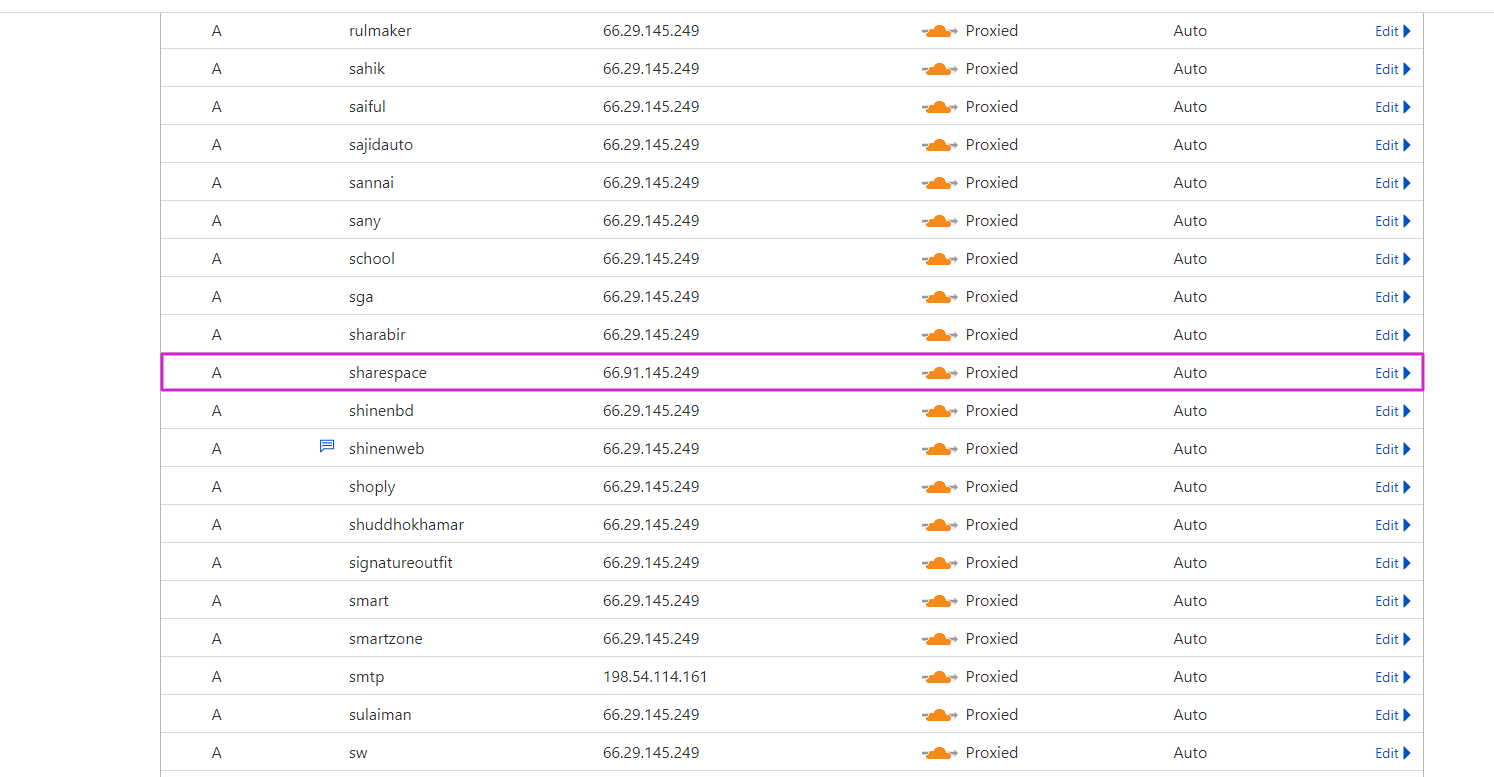 A rulmaker 66.29.145.249 Proxied Auto Edit
A sahik 66.29.145.249 Proxied Auto Edit
A saiful 66.29.145.249 Proxied Auto Edit
A sajidauto 66.29.145.249 Proxied Auto Edit
A sannai 66.29.145.249 Proxied Auto Edit
A sany 66.29.145.249 Proxied Auto Edit
A school 66.29.145.249 Proxied Auto Edit
A sga 66.29.145.249 Proxied Auto Edit
A sharabir 66.29.145.249 Proxied Auto Edit
A sharespace 66.91.145.249 Proxied Auto Edit
A shinenbd 66.29.145.249 Proxied Auto Edit
A shinenweb 66.29.145.249 Proxied Auto Edit
A shoply 66.29.145.249 Proxied Auto Edit
A shuddhokhamar 66.29.145.249 Proxied Auto Edit
A signatureoutfit 66.29.145.249 Proxied Auto Edit
A smart 66.29.145.249 Proxied Auto Edit
A smartzone 66.29.145.249 Proxied Auto Edit
A smtp 198.54.114.161 Proxied Auto Edit
A sulaiman 66.29.145.249 Proxied Auto Edit
A sw 66.29.145.249 Proxied Auto Edit